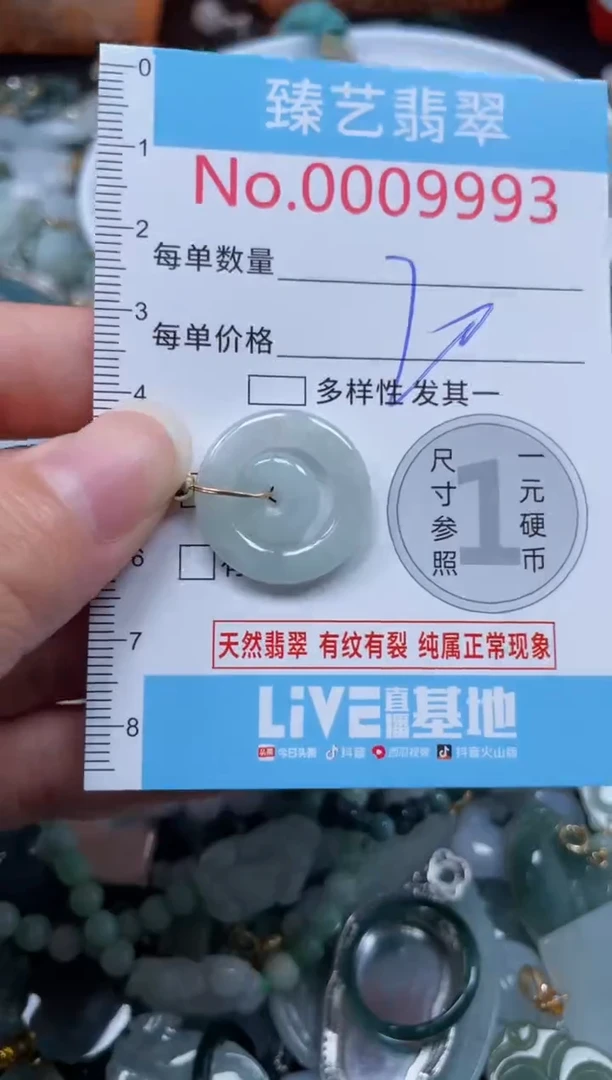 0
1
2
3
4
6
7
8
臻艺翡翠
No.0009993
每单数量
每单价格
多样性 发其一
尺寸参照
1
一元硬币
天然翡翠 有纹有裂 纯属正常现象
LiVE直播基地
头条 今日头条 抖音 西瓜视频 抖音火山版